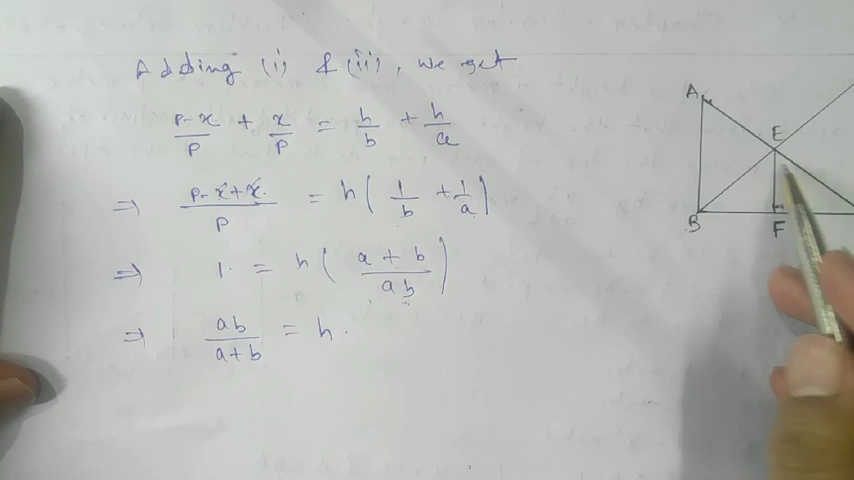 Adding (i) & (ii), we get
p-x/p + x/p = h/b + h/a
⇒ p-x+x/p = h(1/b + 1/a)
⇒ 1. = h(a+b/ab)
⇒ ab/a+b = h.
A
E
B
F